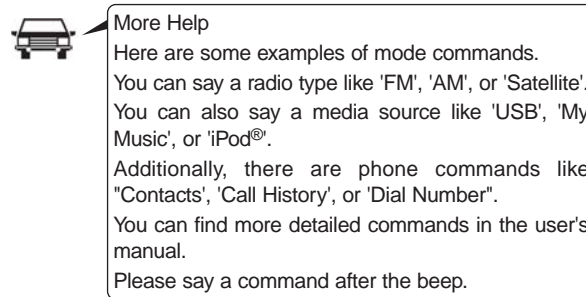 More Help
Here are some examples of mode commands.
You can say a radio type like 'FM', 'AM', or 'Satellite'.
You can also say a media source like 'USB', 'My
Music', or 'iPod®'.
Additionally, there are phone commands like
"Contacts', 'Call History', or 'Dial Number".
You can find more detailed commands in the user's
manual.
Please say a command after the beep.